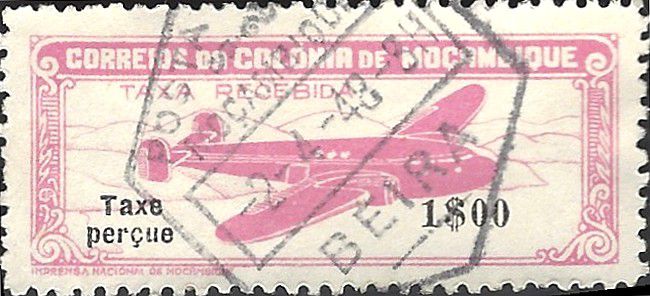 CORREIOS DA COLONIA DE MOÇAMBIQUE
TAXA RECEBIDA
Taxe
perçue
1$00
BEIRA
IMPRENSA NACIONAL DE MOÇAMBIQUE